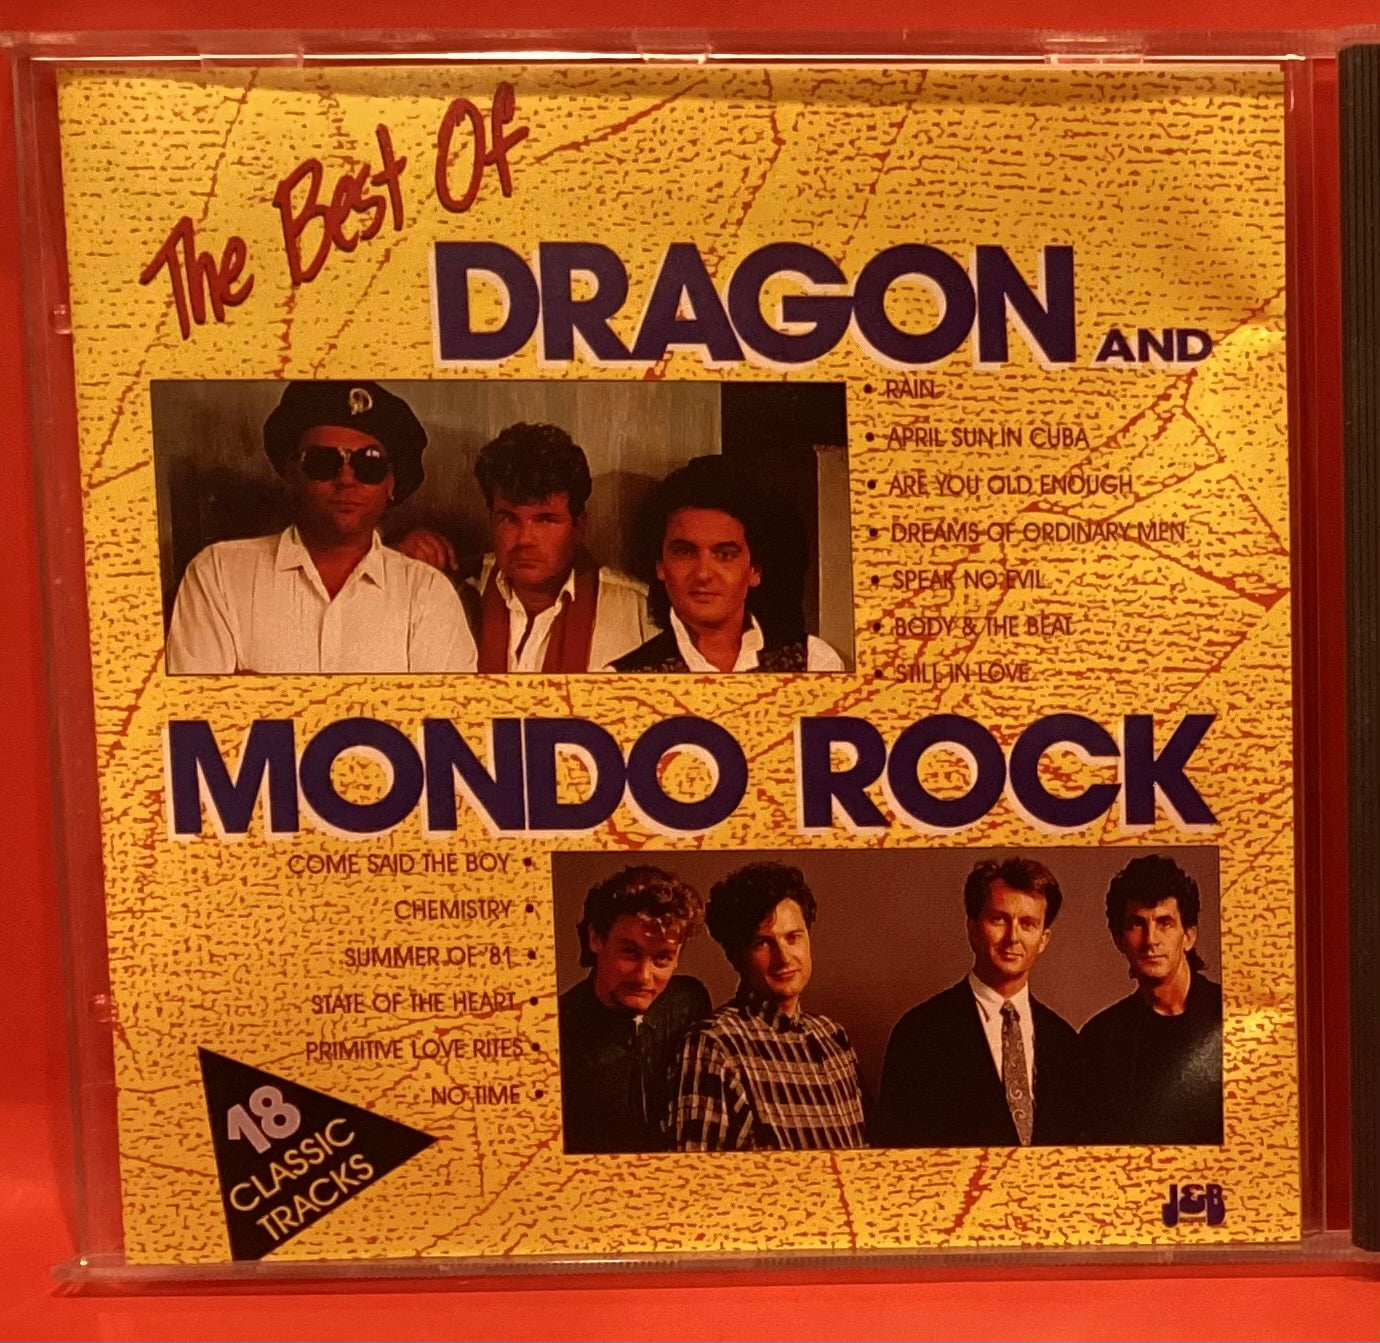 The Best Of
DRAGON AND
• RAIN
• APRIL SUN IN CUBA
• ARE YOU OLD ENOUGH
• DREAMS OF ORDINARY MEN
• SPEAK NO EVIL
• BODY & THE BEAT
• STILL IN LOVE
MONDO ROCK
COME SAID THE BOY •
CHEMISTRY •
SUMMER OF '81 •
STATE OF THE HEART •
PRIMITIVE LOVE RITES •
NO TIME •
18
CLASSIC
TRACKS
J&B